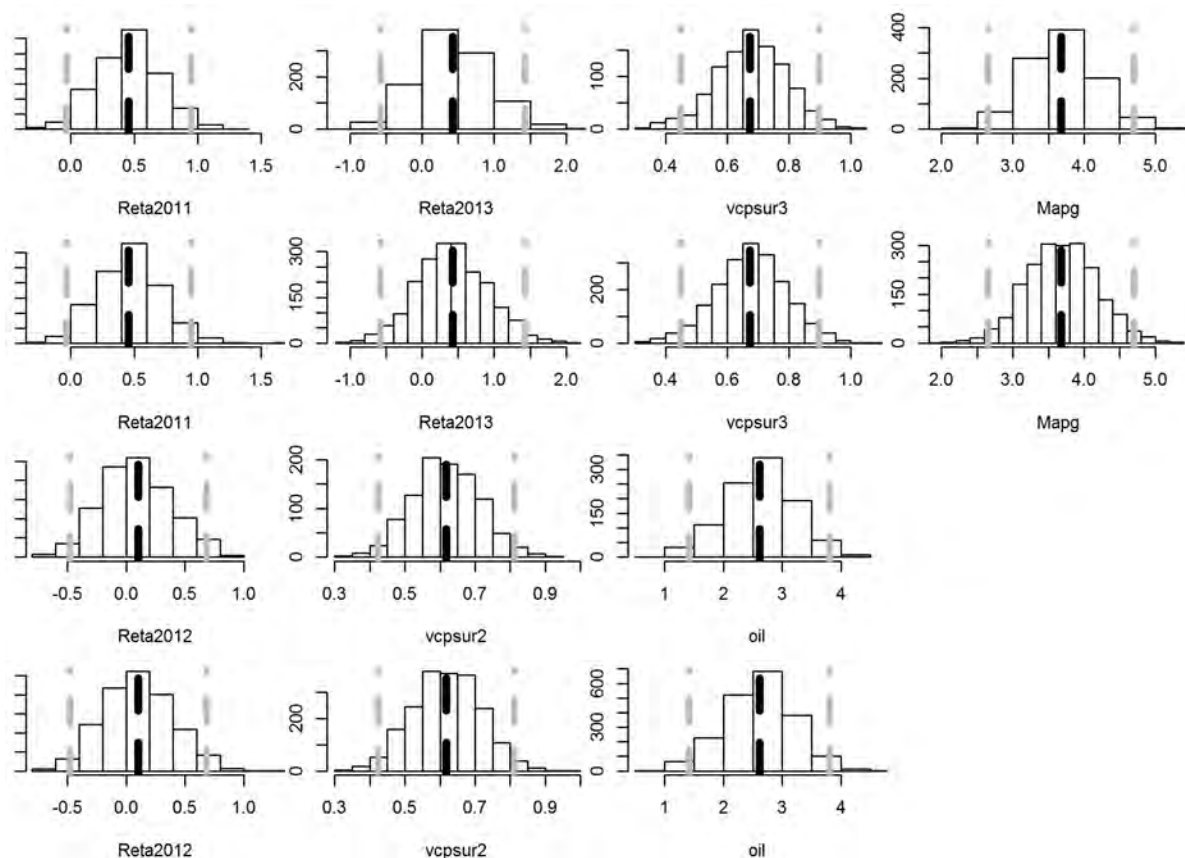 400
200 100 200
0 0 0
0.0 0.5 1.0 1.5 -1.0 0.0 1.0 2.0 0.4 0.6 0.8 1.0 2.0 3.0 4.0 5.0
Reta2011 Reta2013 vcpsur3 Mapg
300 300
150 200 150
0 0 0
0.0 0.5 1.0 1.5 -1.0 0.0 1.0 2.0 0.4 0.6 0.8 1.0 2.0 3.0 4.0 5.0
Reta2011 Reta2013 vcpsur3 Mapg
200 300
100 150
0 0
-0.5 0.0 0.5 1.0 0.3 0.5 0.7 0.9 1 2 3 4
Reta2012 vcpsur2 oil
600
200 300
0 0
-0.5 0.0 0.5 1.0 0.3 0.5 0.7 0.9 1 2 3 4
Reta2012 vcpsur2 oil